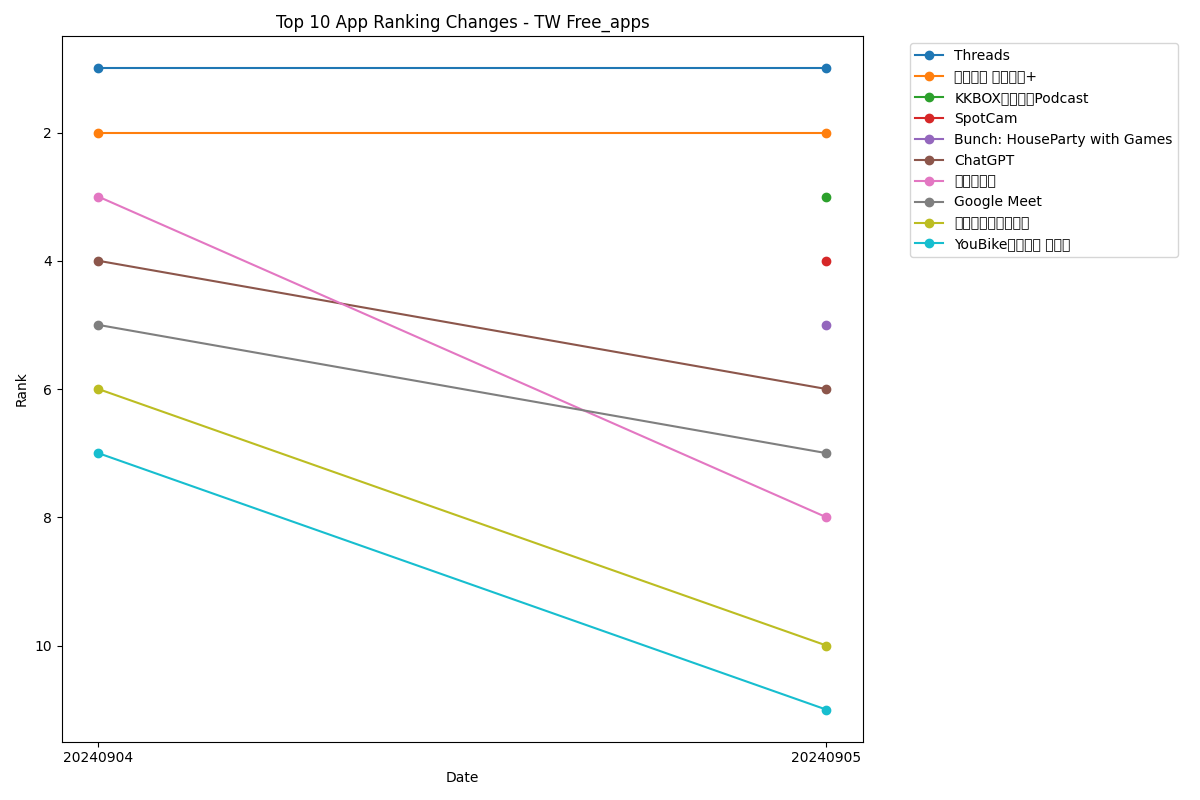 Top 10 App Ranking Changes - TW Free_apps
Rank
2
4
6
8
10
20240904
20240905
Date
Threads
+
KKBOX Podcast
SpotCam
Bunch: HouseParty with Games
ChatGPT
Google Meet
YouBike